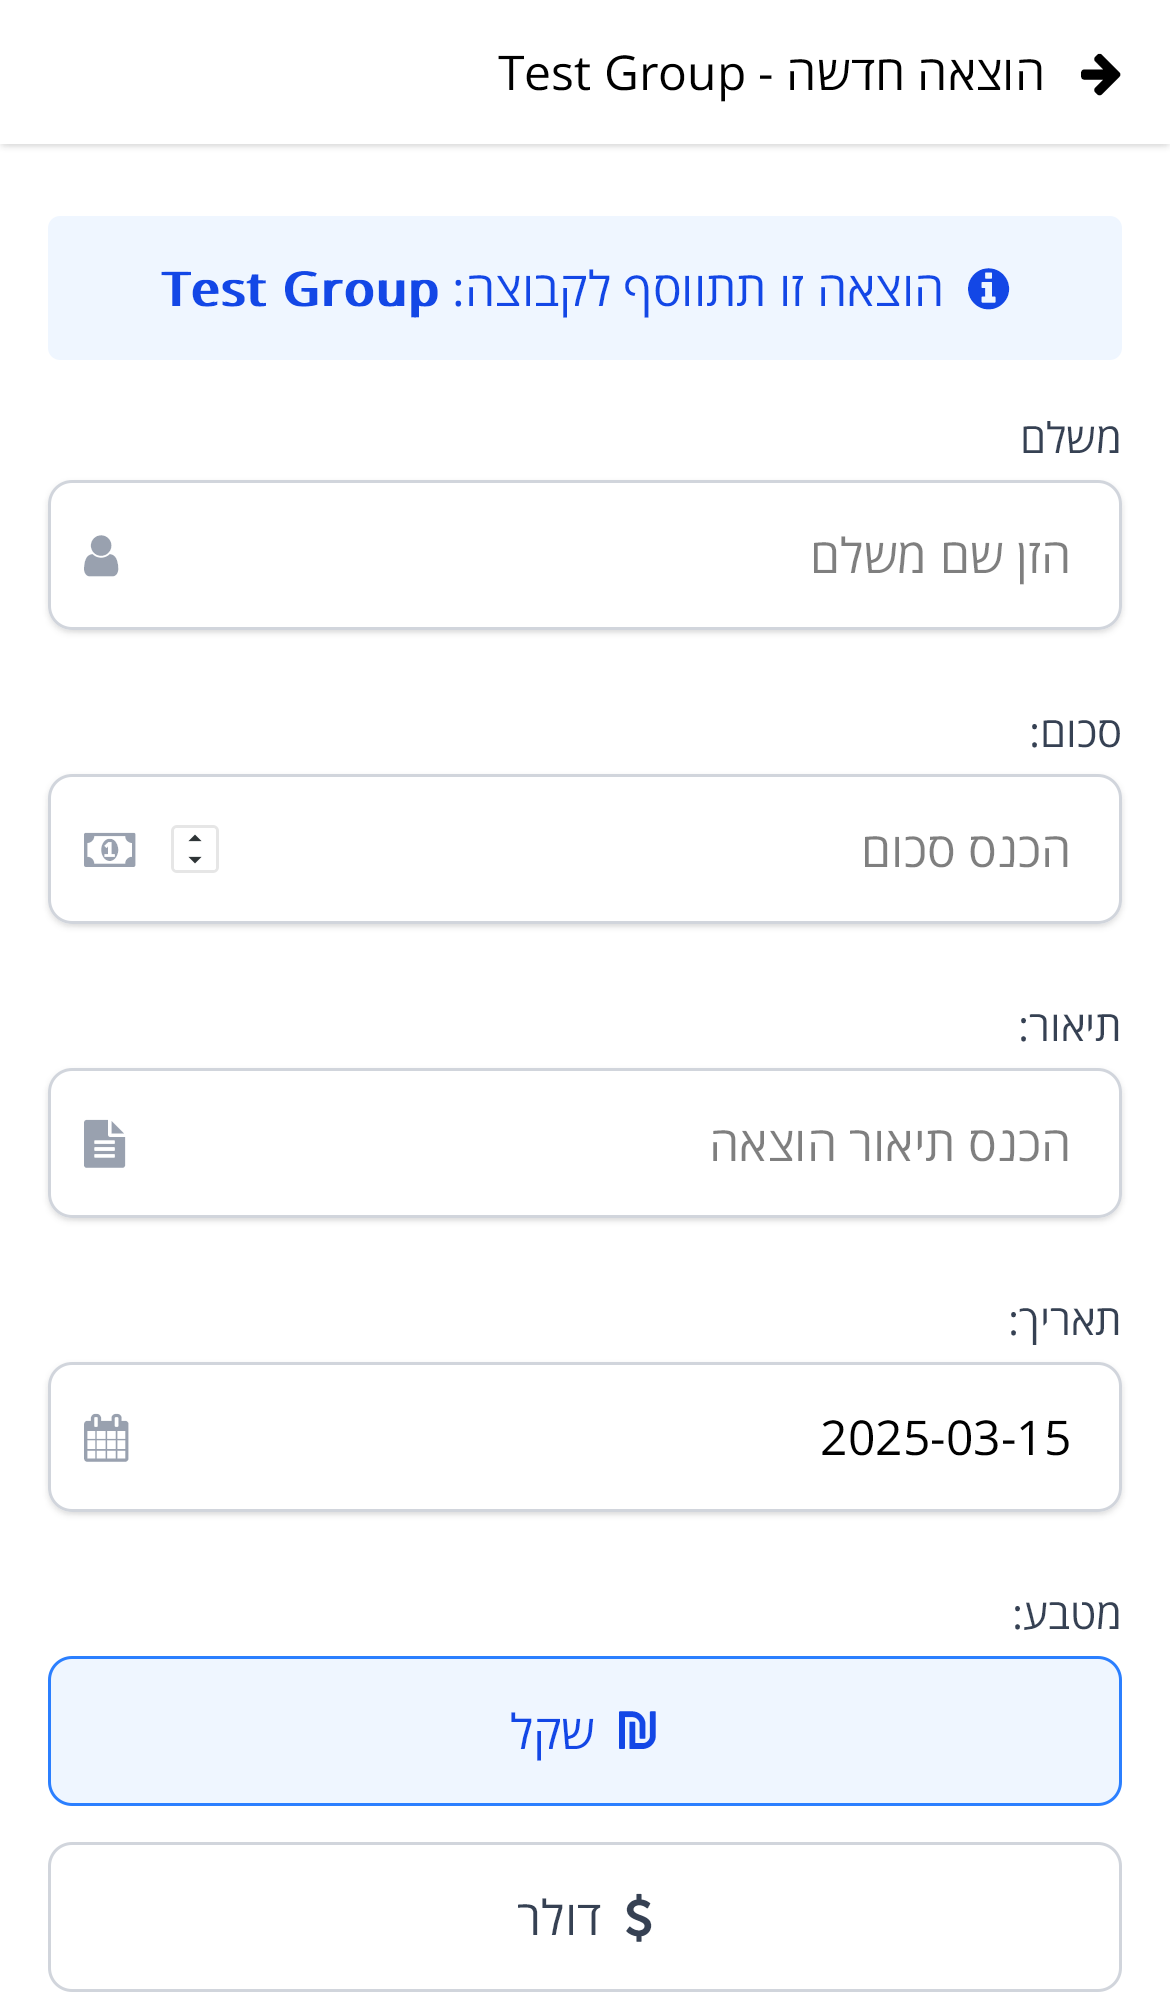 הוצאה חדשה - Test Group
הוצאה זו תתווסף לקבוצה: Test Group
משלם
הזן שם משלם
סכום:
הכנס סכום
תיאור:
הכנס תיאור הוצאה
תאריך:
2025-03-15
מטבע:
₪ שקל
$ דולר